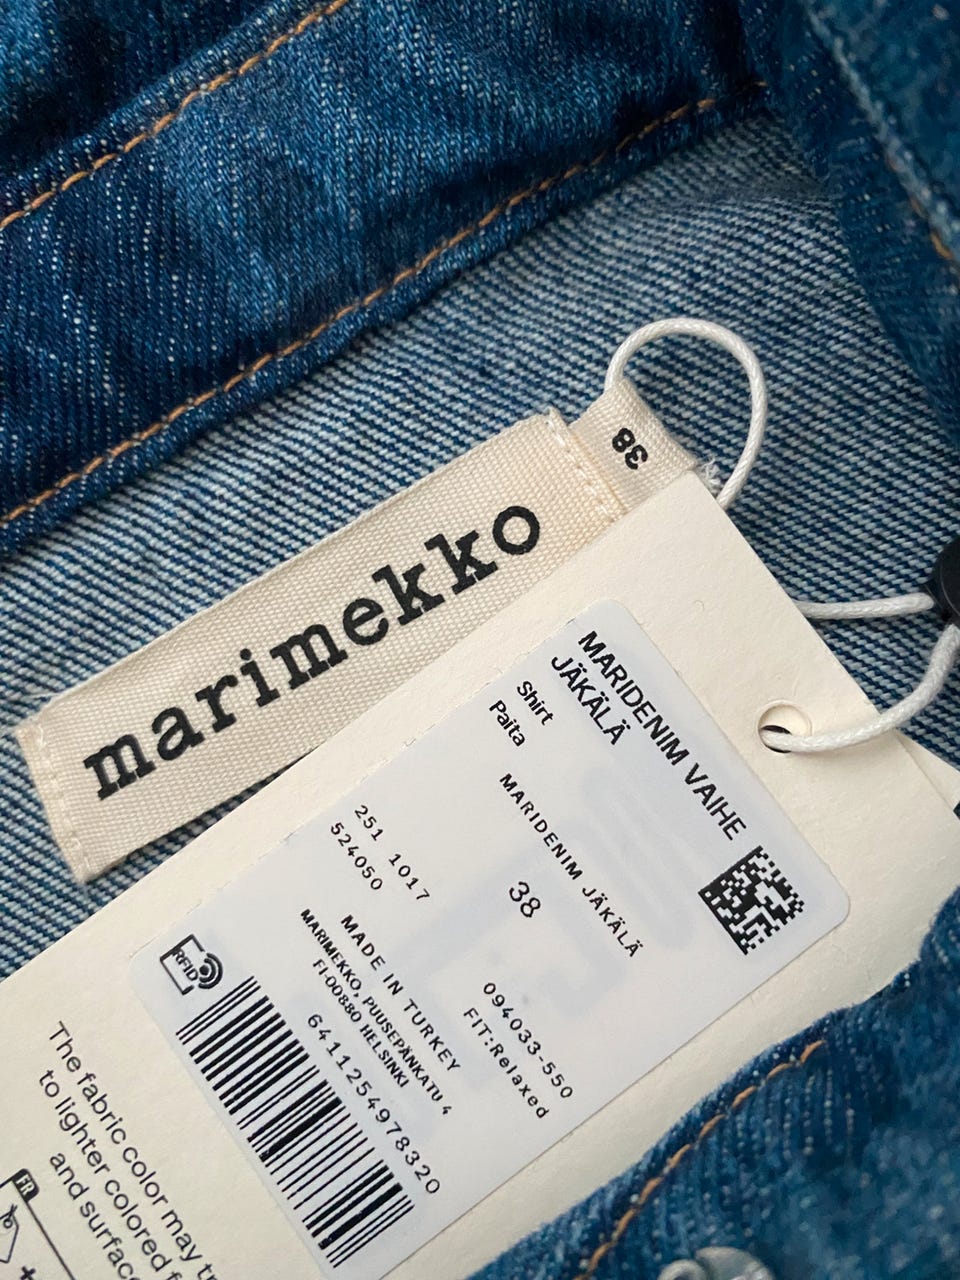 marimekko
38
MARIDENIM VAIHE
JÄKÄLÄ
Shirt
Paita
MARIDENIM JÄKÄLÄ
38
251 1017
524050
094033-550
FIT:Relaxed
MADE IN TURKEY
MARIMEKKO, PUUSEPÄNKATU 4
FI-00880 HELSINKI
RFID
6411254978320
The fabric color may
to lighter colored
and
FR